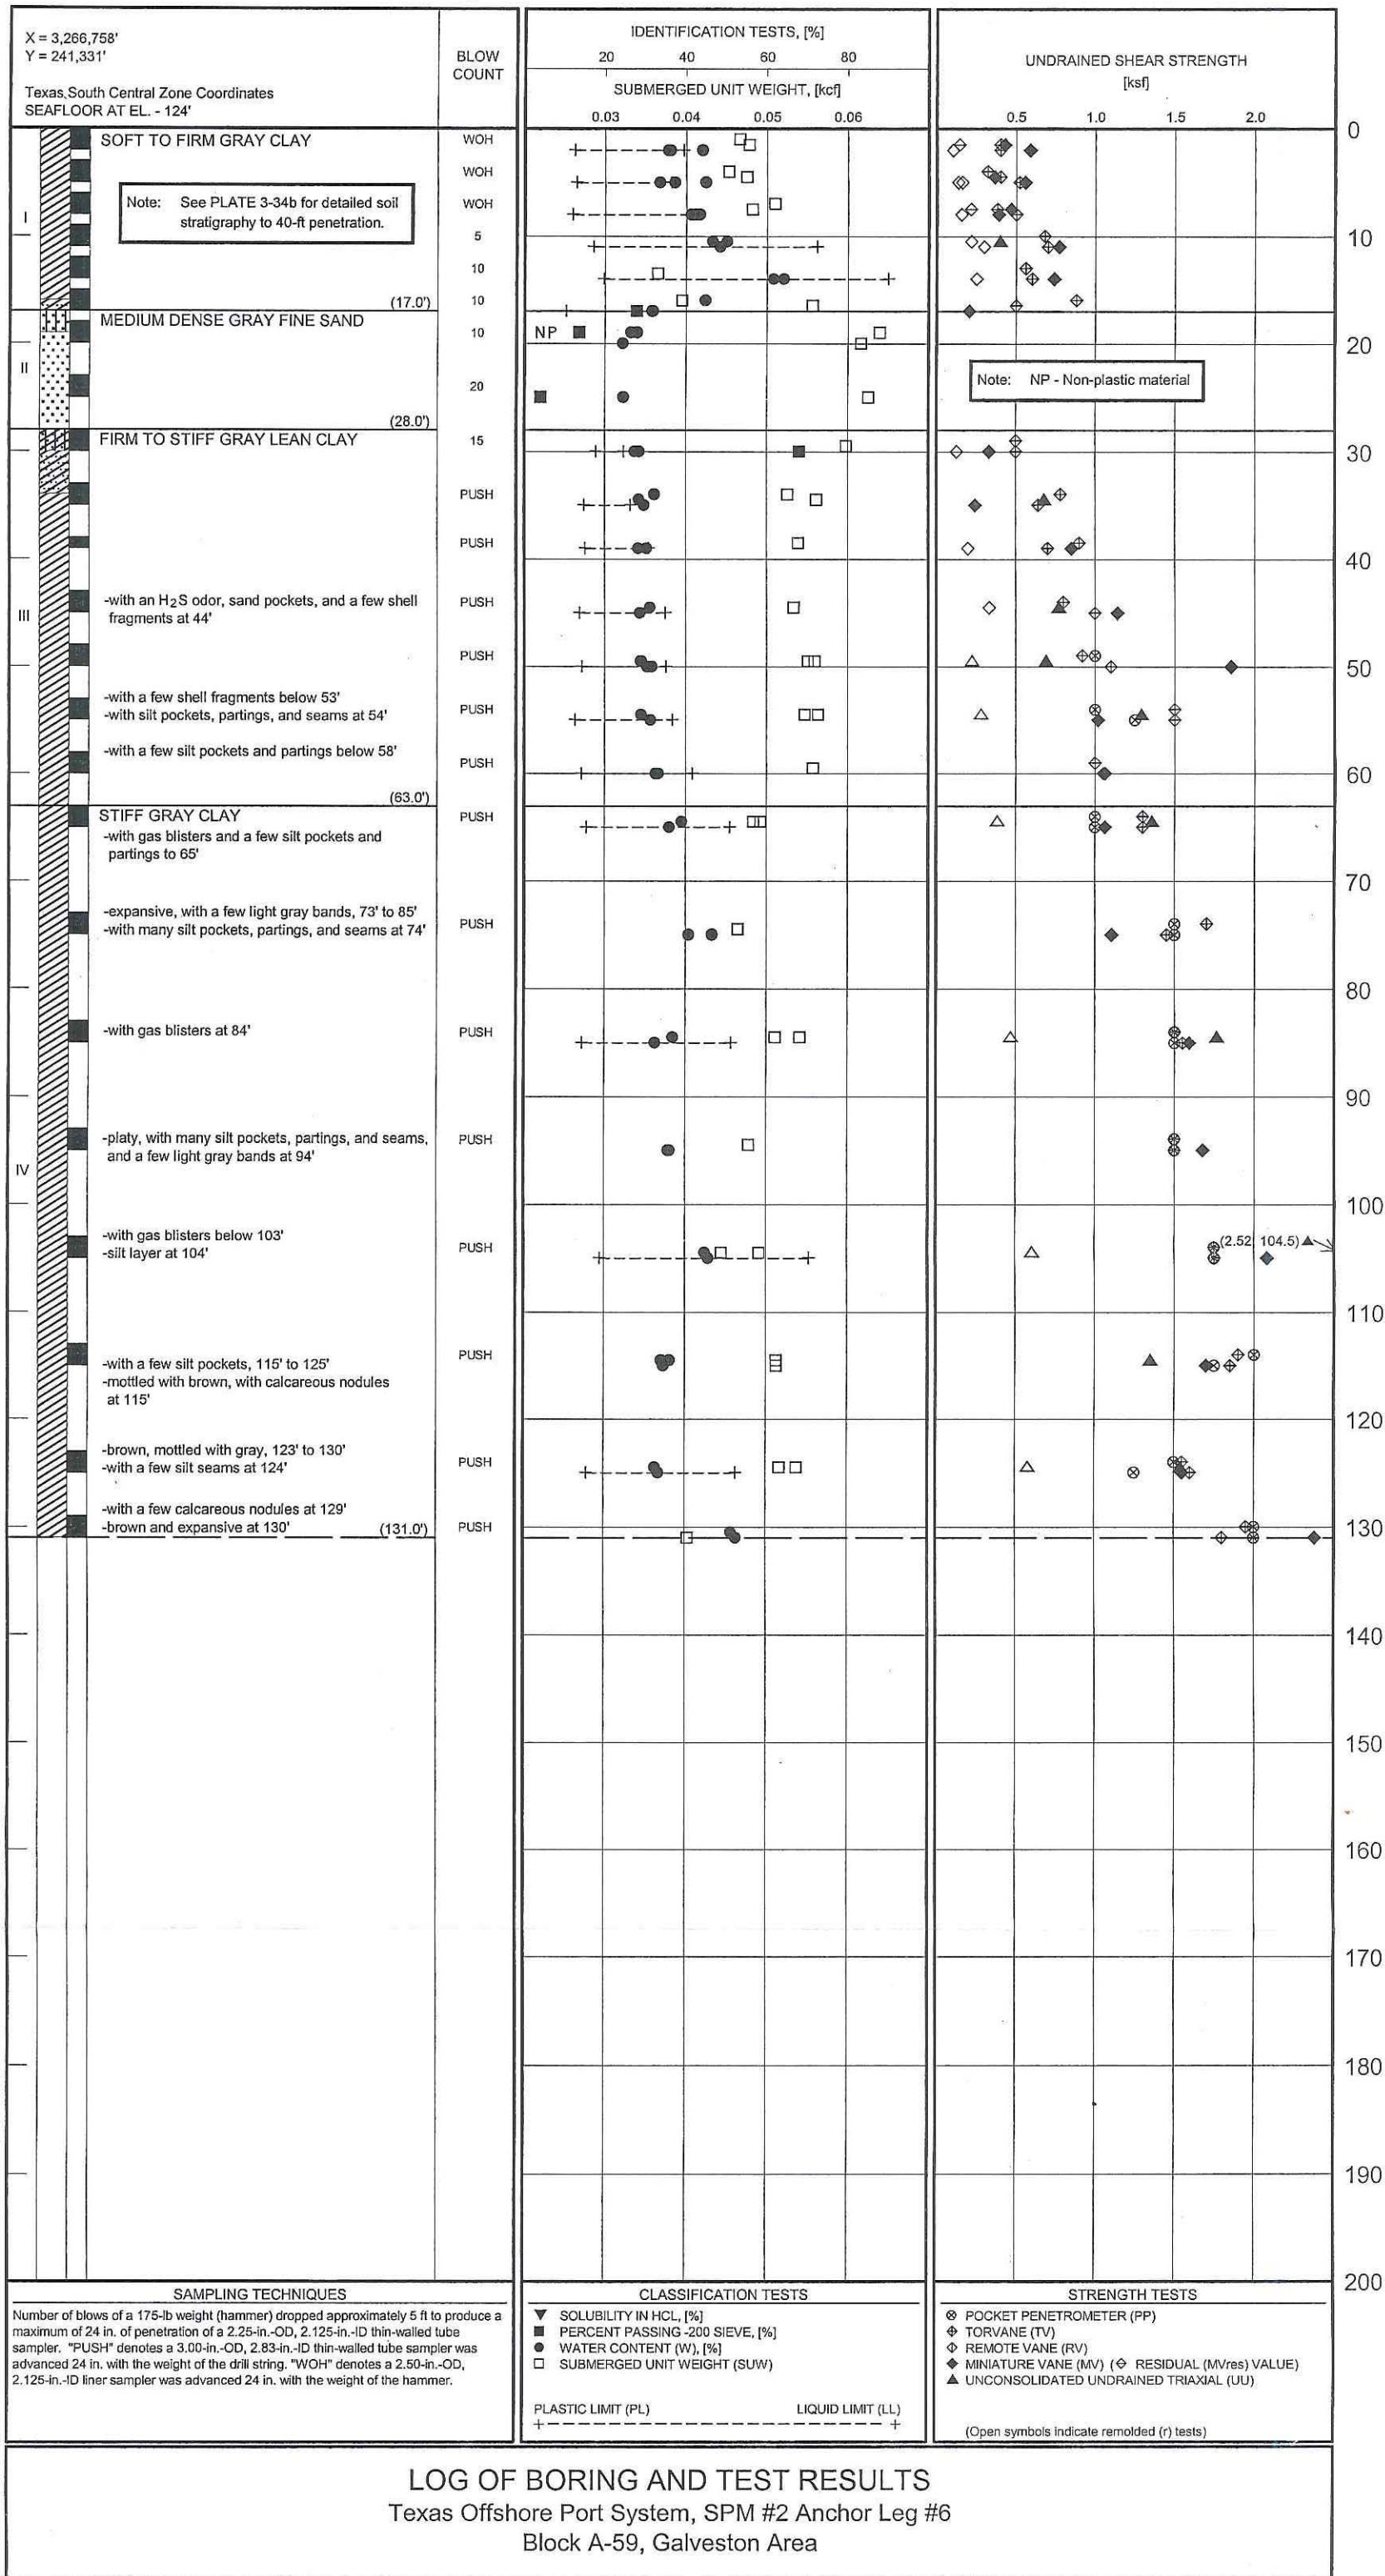 X = 3,266,758'
Y = 241,331'
Texas,South Central Zone Coordinates
SEAFLOOR AT EL. - 124'
BLOW
COUNT
IDENTIFICATION TESTS, [%]
20 40 60 80
SUBMERGED UNIT WEIGHT, [kcf]
0.03 0.04 0.05 0.06
UNDRAINED SHEAR STRENGTH
[ksf]
0.5 1.0 1.5 2.0
0
SOFT TO FIRM GRAY CLAY
WOH
WOH
Note: See PLATE 3-34b for detailed soil
stratigraphy to 40-ft penetration.
WOH
I
5
10
10
(17.0')
10
MEDIUM DENSE GRAY FINE SAND
10
NP
20
II
Note: NP - Non-plastic material
20
(28.0')
FIRM TO STIFF GRAY LEAN CLAY
15
30
PUSH
PUSH
40
III
-with an H2S odor, sand pockets, and a few shell
fragments at 44'
PUSH
PUSH
50
-with a few shell fragments below 53'
-with silt pockets, partings, and seams at 54'
PUSH
-with a few silt pockets and partings below 58'
PUSH
60
(63.0')
STIFF GRAY CLAY
PUSH
-with gas blisters and a few silt pockets and
partings to 65'
70
-expansive, with a few light gray bands, 73' to 85'
-with many silt pockets, partings, and seams at 74'
PUSH
80
-with gas blisters at 84'
PUSH
90
-platy, with many silt pockets, partings, and seams,
and a few light gray bands at 94'
PUSH
IV
100
-with gas blisters below 103'
-silt layer at 104'
PUSH
(2.52, 104.5)
110
-with a few silt pockets, 115' to 125'
-mottled with brown, with calcareous nodules
at 115'
PUSH
120
-brown, mottled with gray, 123' to 130'
-with a few silt seams at 124'
PUSH
-with a few calcareous nodules at 129'
-brown and expansive at 130'
(131.0')
PUSH
130
140
150
160
170
180
190
200
SAMPLING TECHNIQUES
Number of blows of a 175-lb weight (hammer) dropped approximately 5 ft to produce a
maximum of 24 in. of penetration of a 2.25-in.-OD, 2.125-in.-ID thin-walled tube
sampler. "PUSH" denotes a 3.00-in.-OD, 2.83-in.-ID thin-walled tube sampler was
advanced 24 in. with the weight of the drill string. "WOH" denotes a 2.50-in.-OD,
2.125-in.-ID liner sampler was advanced 24 in. with the weight of the hammer.
CLASSIFICATION TESTS
SOLUBILITY IN HCL, [%]
PERCENT PASSING -200 SIEVE, [%]
WATER CONTENT (W), [%]
SUBMERGED UNIT WEIGHT (SUW)
PLASTIC LIMIT (PL) LIQUID LIMIT (LL)
STRENGTH TESTS
POCKET PENETROMETER (PP)
TORVANE (TV)
REMOTE VANE (RV)
MINIATURE VANE (MV) ( RESIDUAL (MVres) VALUE)
UNCONSOLIDATED UNDRAINED TRIAXIAL (UU)
(Open symbols indicate remolded (r) tests)
LOG OF BORING AND TEST RESULTS
Texas Offshore Port System, SPM #2 Anchor Leg #6
Block A-59, Galveston Area